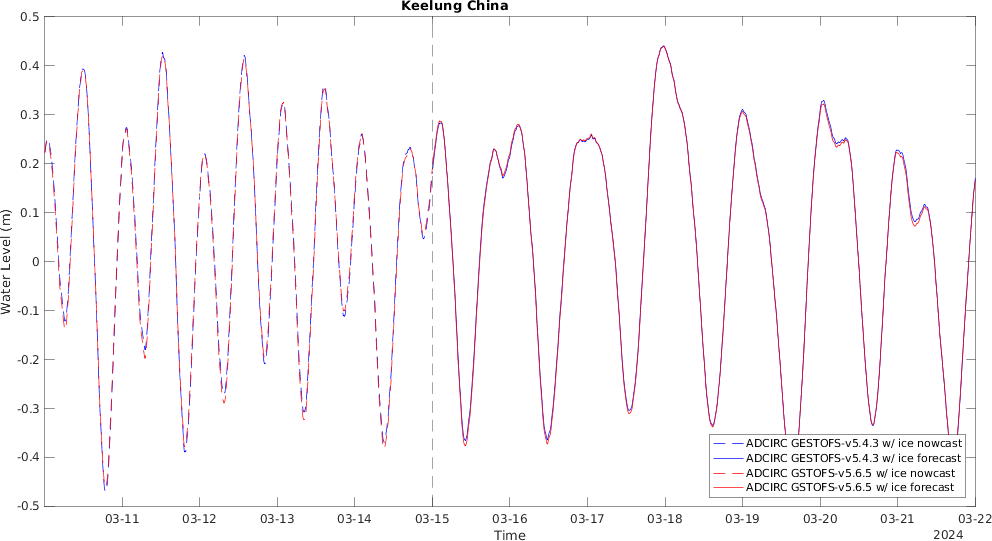 Keelung China
Water Level (m)
0.5
0.4
0.3
0.2
0.1
0
-0.1
-0.2
-0.3
-0.4
-0.5
ADCIRC GESTOFS-v5.4.3 w/ ice nowcast
ADCIRC GESTOFS-v5.4.3 w/ ice forecast
ADCIRC GSTOFS-v5.6.5 w/ ice nowcast
ADCIRC GSTOFS-v5.6.5 w/ ice forecast
03-11 03-12 03-13 03-14 03-15 03-16 03-17 03-18 03-19 03-20 03-21 03-22
Time
2024